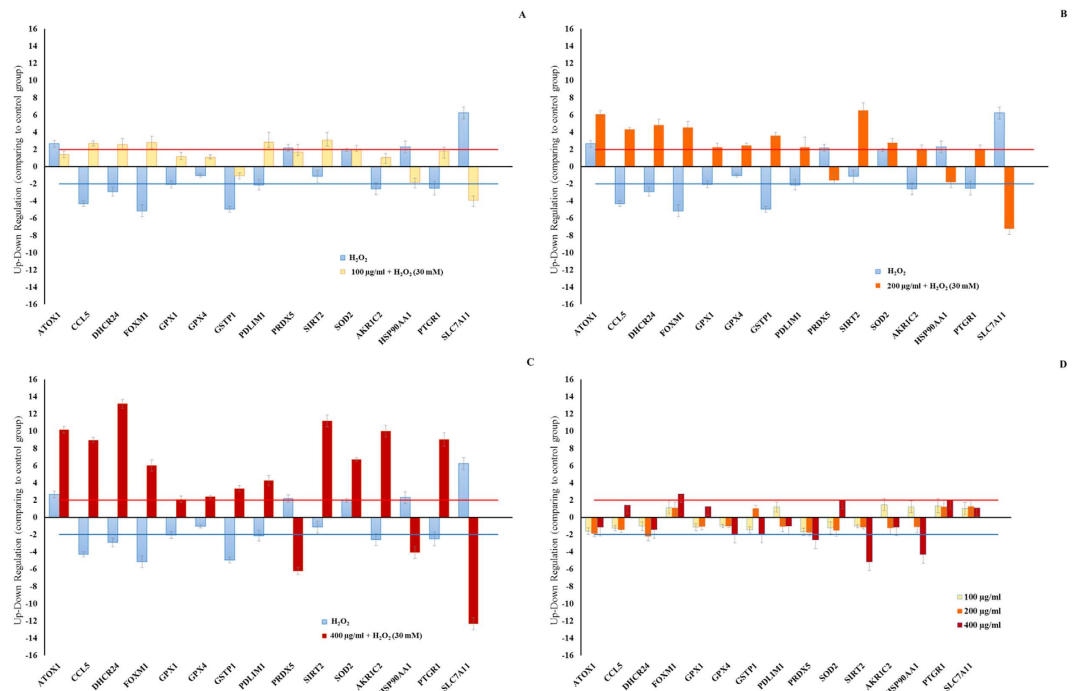 A
Up-Down Regulation (comparing to control group)
16
14
12
10
8
6
4
2
0
-2
-4
-6
-8
-10
-12
-14
-16
H₂O₂
100 µg/ml + H₂O₂ (30 mM)
ATOX1
CCL5
DHCR24
FOXM1
GPX1
GPX4
GSTP1
PDLIM1
PRDX5
SIRT2
SOD2
AKR1C2
HSP90AA1
PTGR1
SLC7A11
B
Up-Down Regulation (comparing to control group)
16
14
12
10
8
6
4
2
0
-2
-4
-6
-8
-10
-12
-14
-16
H₂O₂
200 µg/ml + H₂O₂ (30 mM)
ATOX1
CCL5
DHCR24
FOXM1
GPX1
GPX4
GSTP1
PDLIM1
PRDX5
SIRT2
SOD2
AKR1C2
HSP90AA1
PTGR1
SLC7A11
C
Up-Down Regulation (comparing to control group)
16
14
12
10
8
6
4
2
0
-2
-4
-6
-8
-10
-12
-14
-16
H₂O₂
400 µg/ml + H₂O₂ (30 mM)
ATOX1
CCL5
DHCR24
FOXM1
GPX1
GPX4
GSTP1
PDLIM1
PRDX5
SIRT2
SOD2
AKR1C2
HSP90AA1
PTGR1
SLC7A11
D
Up-Down Regulation (comparing to control group)
16
14
12
10
8
6
4
2
0
-2
-4
-6
-8
-10
-12
-14
-16
100 µg/ml
200 µg/ml
400 µg/ml
ATOX1
CCL5
DHCR24
FOXM1
GPX1
GPX4
GSTP1
PDLIM1
PRDX5
SOD2
SIRT2
AKR1C2
HSP90AA1
PTGR1
SLC7A11